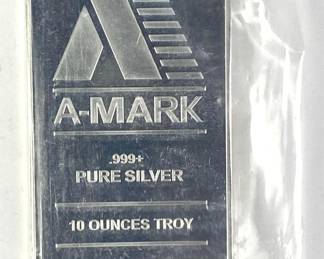 A-MARK
.999+
PURE SILVER
10 OUNCES TROY